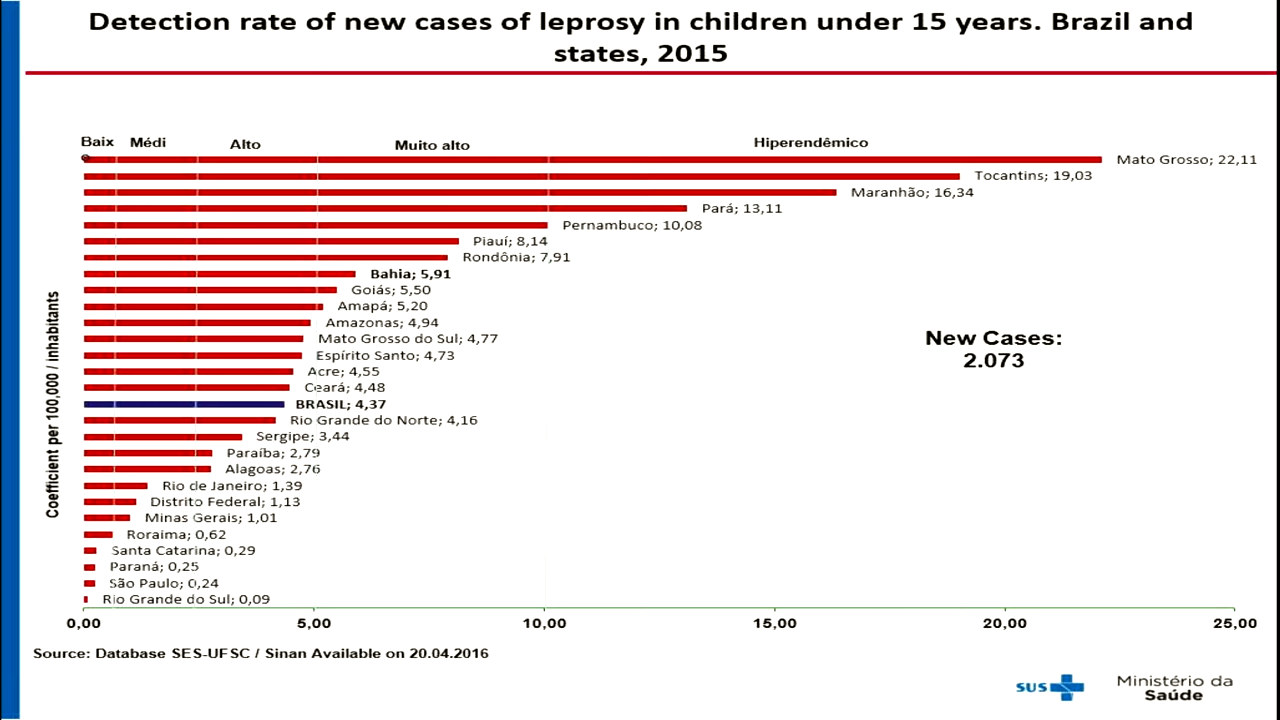 Detection rate of new cases of leprosy in children under 15 years. Brazil and
states, 2015
Baix Médi Alto Muito alto Hiperendêmico
Mato Grosso; 22,11
Tocantins; 19,03
Maranhão; 16,34
Pará; 13,11
Pernambuco; 10,08
Piauí; 8,14
Rondônia; 7,91
Bahia; 5,91
Goiás; 5,50
Amapá; 5,20
Amazonas; 4,94
Mato Grosso do Sul; 4,77
Espírito Santo; 4,73
Acre; 4,55
Ceará; 4,48
BRASIL; 4,37
Rio Grande do Norte; 4,16
Sergipe; 3,44
Paraíba; 2,79
Alagoas; 2,76
Rio de Janeiro; 1,39
Distrito Federal; 1,13
Minas Gerais; 1,01
Roraima; 0,62
Santa Catarina; 0,29
Paraná; 0,25
São Paulo; 0,24
Rio Grande do Sul; 0,09
Coefficient per 100,000 / inhabitants
New Cases:
2.073
0,00 5,00 10,00 15,00 20,00 25,00
Source: Database SES-UFSC / Sinan Available on 20.04.2016
SUS
Ministério da
Saúde